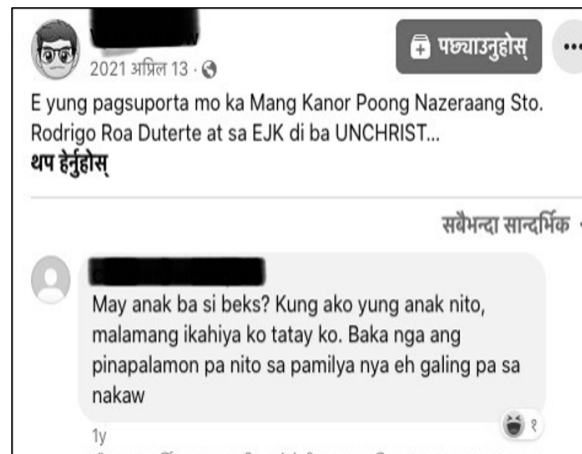 2021 अप्रिल 13 ·
पछ्याउनुहोस्
E yung pagsuporta mo ka Mang Kanor Poong Nazeraang Sto.
Rodrigo Roa Duterte at sa EJK di ba UNCHRIST...
थप हेर्नुहोस्
सबैभन्दा सान्दर्भिक
May anak ba si beks? Kung ako yung anak nito,
malamang ikahiya ko tatay ko. Baka nga ang
pinapalamon pa nito sa pamilya nya eh galing pa sa
nakaw
१
1y